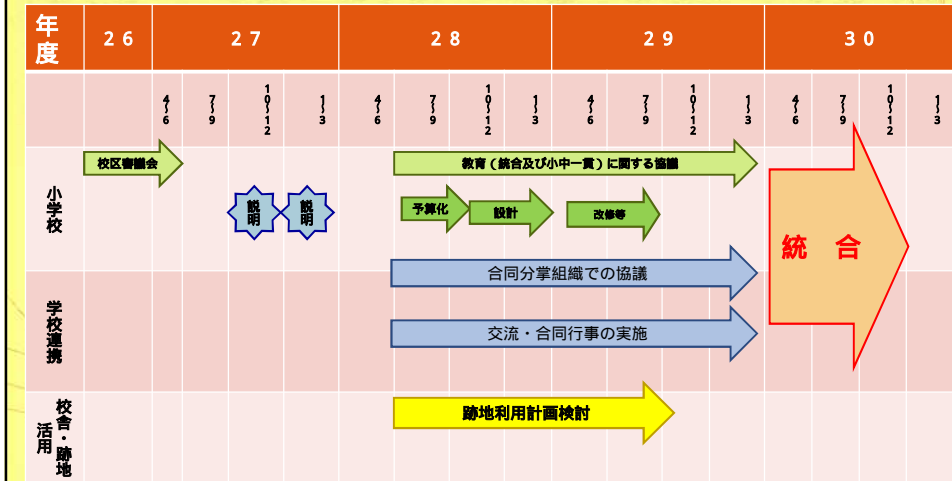 年度
２６
２７
２８
２９
３０
4~6
7~9
10~12
1~3
4~6
7~9
10~12
1~3
4~6
7~9
10~12
1~3
4~6
7~9
10~12
1~3
小学校
校区審議会
教育（統合及び小中一貫）に関する協議
説明
説明
予算化
設計
改修等
統　合
合同分掌組織での協議
学校連携
交流・合同行事の実施
校舎・跡地
活用
跡地利用計画検討